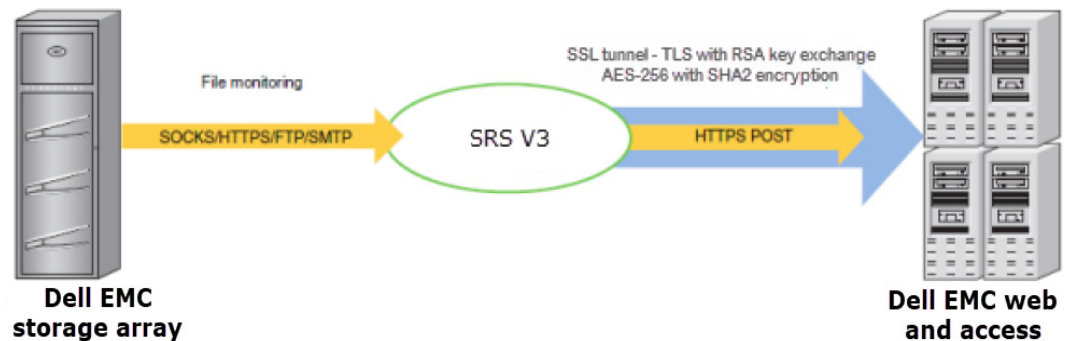 File monitoring
SOCKS/HTTPS/FTP/SMTP
SRS V3
SSL tunnel - TLS with RSA key exchange
AES-256 with SHA2 encryption
HTTPS POST
Dell EMC
storage array
Dell EMC web
and access